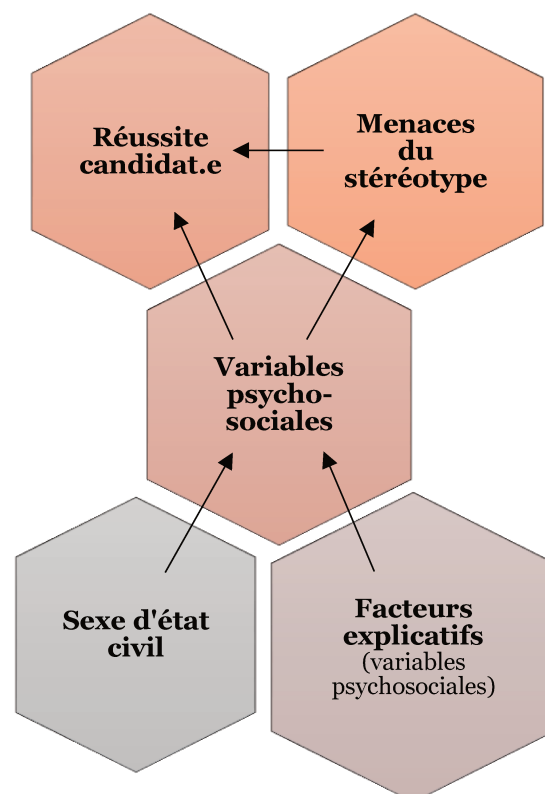 Réussite
candidat.e
Menaces
du
stéréotype
Variables
psycho-
sociales
Sexe d'état
civil
Facteurs
explicatifs
(variables
psychosociales)